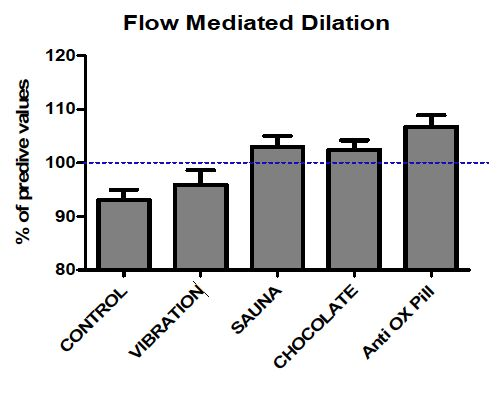 Flow Mediated Dilation
% of predive values
120
110
100
90
80
CONTROL
VIBRATION
SAUNA
CHOCOLATE
Anti OX Pill